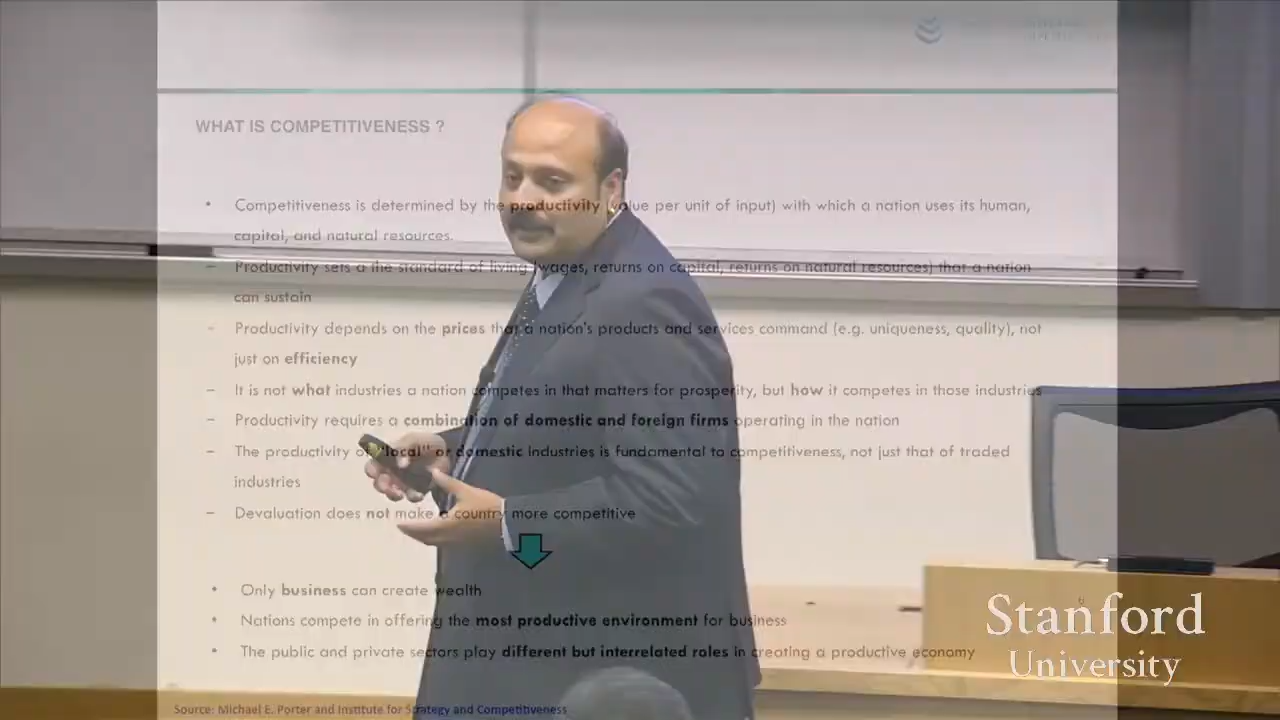 WHAT IS COMPETITIVENESS ?
• Competitiveness is determined by the productivity (value per unit of input) with which a nation uses its human,
capital, and natural resources.
– Productivity sets a the standard of living (wages, returns on capital, returns on natural resources) that a nation
can sustain
– Productivity depends on the prices that a nation's products and services command (e.g. uniqueness, quality), not
just on efficiency
– It is not what industries a nation competes in that matters for prosperity, but how it competes in those industries
– Productivity requires a combination of domestic and foreign firms operating in the nation
– The productivity of "local" or domestic industries is fundamental to competitiveness, not just that of traded
industries
– Devaluation does not make a country more competitive
• Only business can create wealth
• Nations compete in offering the most productive environment for business
• The public and private sectors play different but interrelated roles in creating a productive economy
6
Stanford
University
Source: Michael E. Porter and Institute for Strategy and Competitiveness